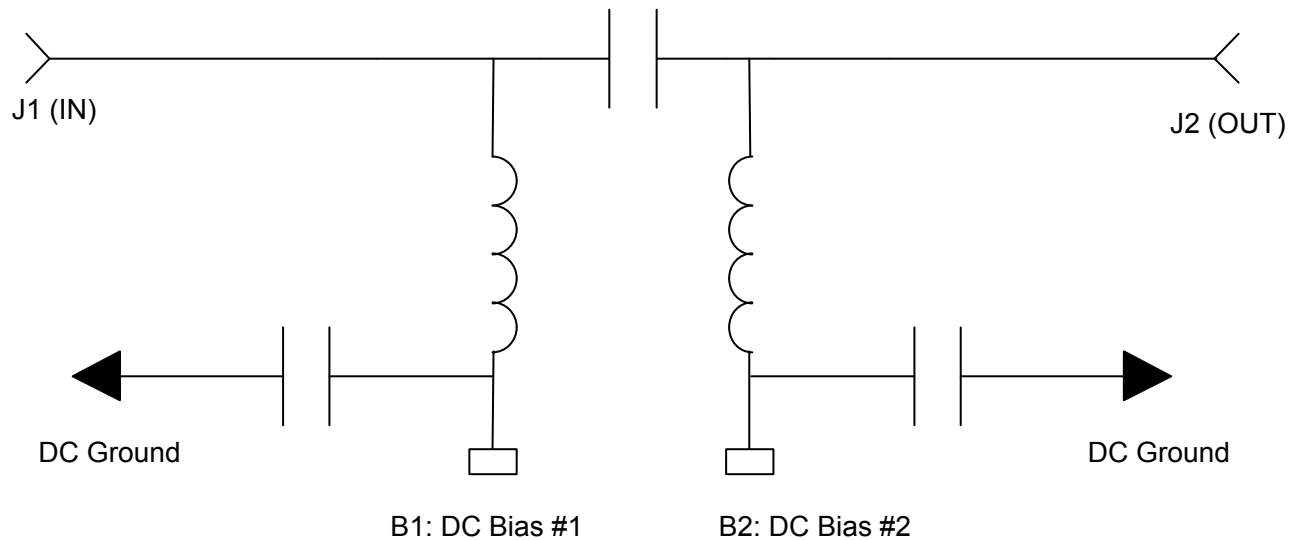 J1 (IN)
J2 (OUT)
DC Ground
DC Ground
B1: DC Bias #1
B2: DC Bias #2